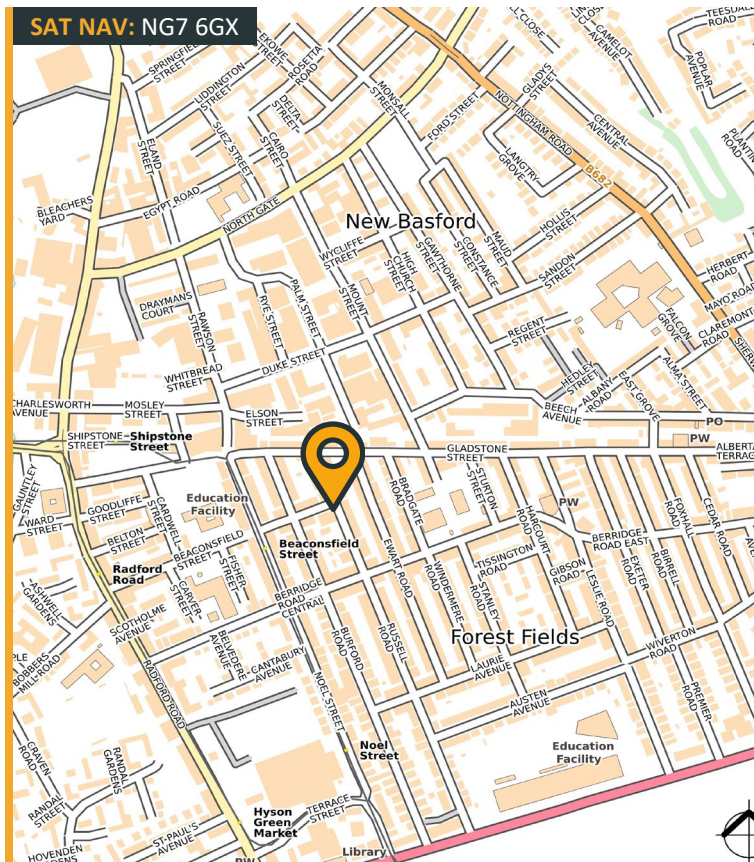 SAT NAV: NG7 6GX
SPRINGFIELD
STREET
EKOWE
STREET
ROSETTA
ROAD
LIDDINGTON
STREET
DELTA
STREET
MONSALL
STREET
FORD STREET
GLADYS
STREET
CLOSE
CAMELOT
AVENUE
POPLAR
AVENUE
TEESDALE
ROAD
NOTTINGHAM ROAD
CENTRAL
AVENUE
ROAD
ELAND
STREET
SUEZ STREET
CAIRO
STREET
LANGTRY
GROVE
B682
BLEACHERS
YARD
EGYPT ROAD
NORTH GATE
New Basford
WYCLIFFE
STREET
HIGH
CHURCH
STREET
GAWTHORNE
STREET
CONSTANCE
STREET
MAUD
STREET
HOLLIS
STREET
SANDON
STREET
HERBERT
ROAD
MAYO ROAD
FALCON
GROVE
CLAREMONT
ROAD
DRAYMANS
COURT
RAWSON
STREET
RYE STREET
PALM STREET
MOUNT
STREET
REGENT
STREET
WHITBREAD
STREET
DUKE STREET
HEDLEY
STREET
ALBANY
ROAD
EAST GROVE
ALMA STREET
CHARLESWORTH
AVENUE
MOSLEY
STREET
ELSON
STREET
BEECH
AVENUE
PO
PW
SHIPSTONE
STREET
Shipstone
Street
GLADSTONE
STREET
ALBERTA
TERRACE
GAUNTLEY
STREET
WARD
STREET
GOODLIFFE
STREET
CARDWELL
STREET
Education
Facility
BRADGATE
ROAD
STURTON
STREET
PW
HARCOURT
ROAD
FOXHALL
ROAD
CEDAR ROAD
BELTON
STREET
BEACONSFIELD
STREET
FISHER
STREET
Beaconsfield
Street
EWART ROAD
BERRIDGE
ROAD EAST
Radford
Road
CARVER
STREET
BERRIDGE
ROAD
CENTRAL
WINDERMERE
ROAD
TISSINGTON
ROAD
STANLEY
ROAD
GIBSON
ROAD
LESLIE ROAD
EXETER
ROAD
BIRRELL
ROAD
ASHWELL
GARDENS
SCOTHOLME
AVENUE
BELVEDERE
AVENUE
CANTABURY
AVENUE
BURFORD
ROAD
RUSSELL
ROAD
Forest Fields
WIVERTON
ROAD
BOBBERS
MILL ROAD
RADFORD ROAD
NOEL STREET
LAURIE
AVENUE
AUSTEN
AVENUE
PREMIER
ROAD
CRAVEN
ROAD
RANDAL
GARDENS
RANDAL
STREET
Noel
Street
Education
Facility
Hyson
Green
Market
TERRACE
STREET
ST-PAUL'S
AVENUE
HOVENDEN
GARDENS
PW
Library